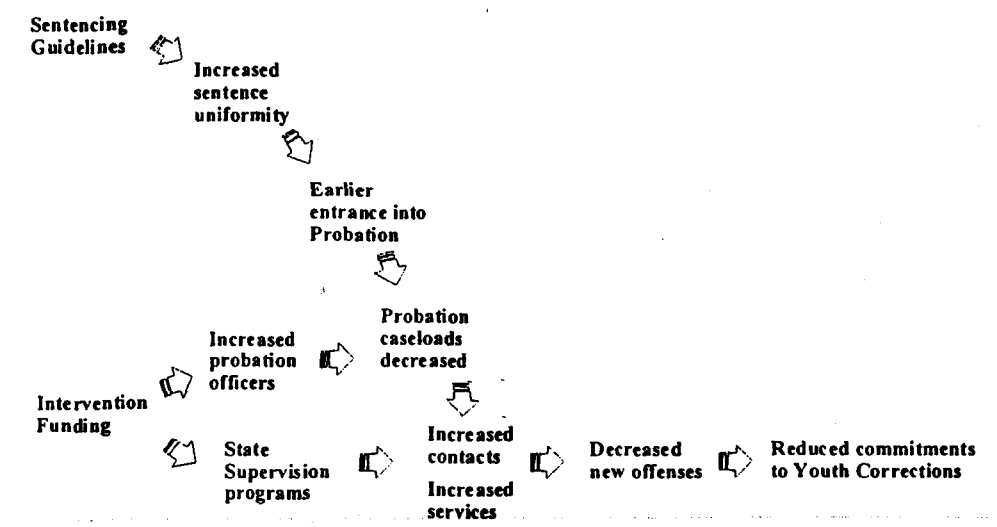 Sentencing
Guidelines
Increased
sentence
uniformity
Earlier
entrance into
Probation
Probation
caseloads
decreased
Increased
probation
officers
Intervention
Funding
State
Supervision
programs
Increased
contacts
Increased
services
Decreased
new offenses
Reduced commitments
to Youth Corrections